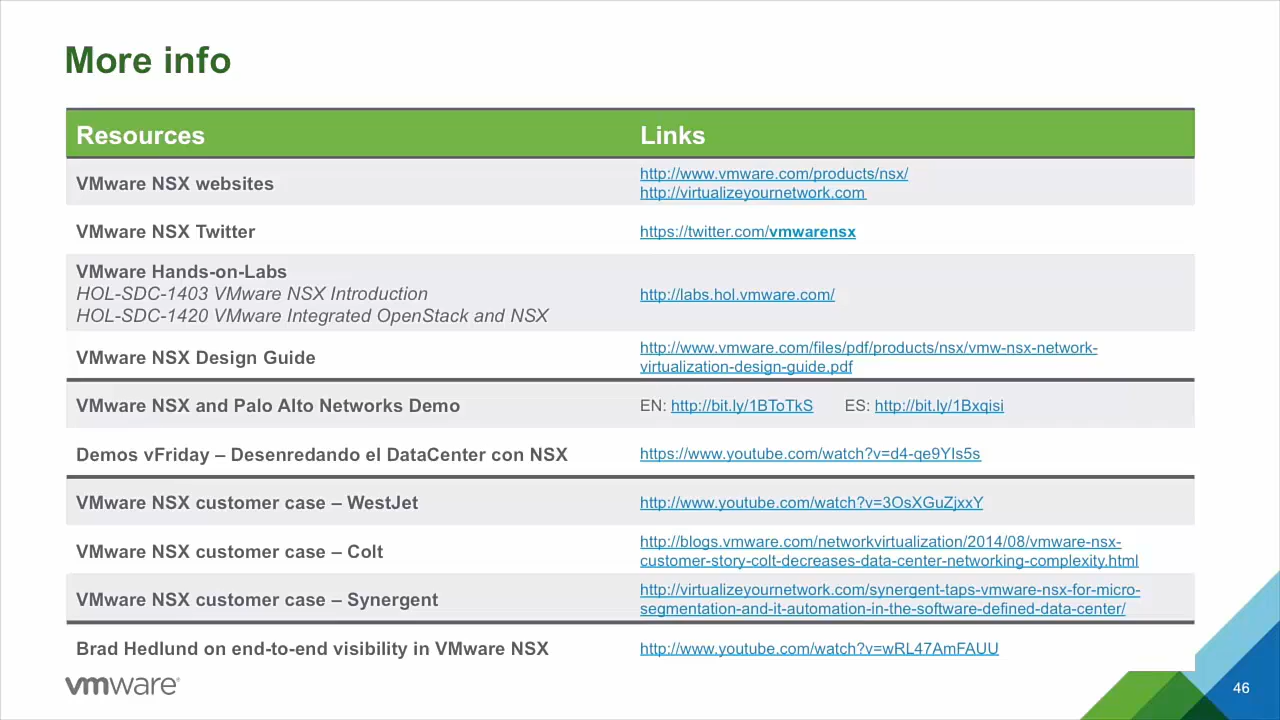 More info
Resources Links
VMware NSX websites
http://www.vmware.com/products/nsx/
http://virtualizeyournetwork.com
VMware NSX Twitter
https://twitter.com/vmwarensx
VMware Hands-on-Labs
HOL-SDC-1403 VMware NSX Introduction
HOL-SDC-1420 VMware Integrated OpenStack and NSX
http://labs.hol.vmware.com/
VMware NSX Design Guide
http://www.vmware.com/files/pdf/products/nsx/vmw-nsx-network-
virtualization-design-guide.pdf
VMware NSX and Palo Alto Networks Demo
EN: http://bit.ly/1BToTkS ES: http://bit.ly/1Bxqisi
Demos vFriday – Desenredando el DataCenter con NSX
https://www.youtube.com/watch?v=d4-qe9YIs5s
VMware NSX customer case – WestJet
http://www.youtube.com/watch?v=3OsXGuZjxxY
VMware NSX customer case – Colt
http://blogs.vmware.com/networkvirtualization/2014/08/vmware-nsx-
customer-story-colt-decreases-data-center-networking-complexity.html
VMware NSX customer case – Synergent
http://virtualizeyournetwork.com/synergent-taps-vmware-nsx-for-micro-
segmentation-and-it-automation-in-the-software-defined-data-center/
Brad Hedlund on end-to-end visibility in VMware NSX
http://www.youtube.com/watch?v=wRL47AmFAUU
vmware®
46